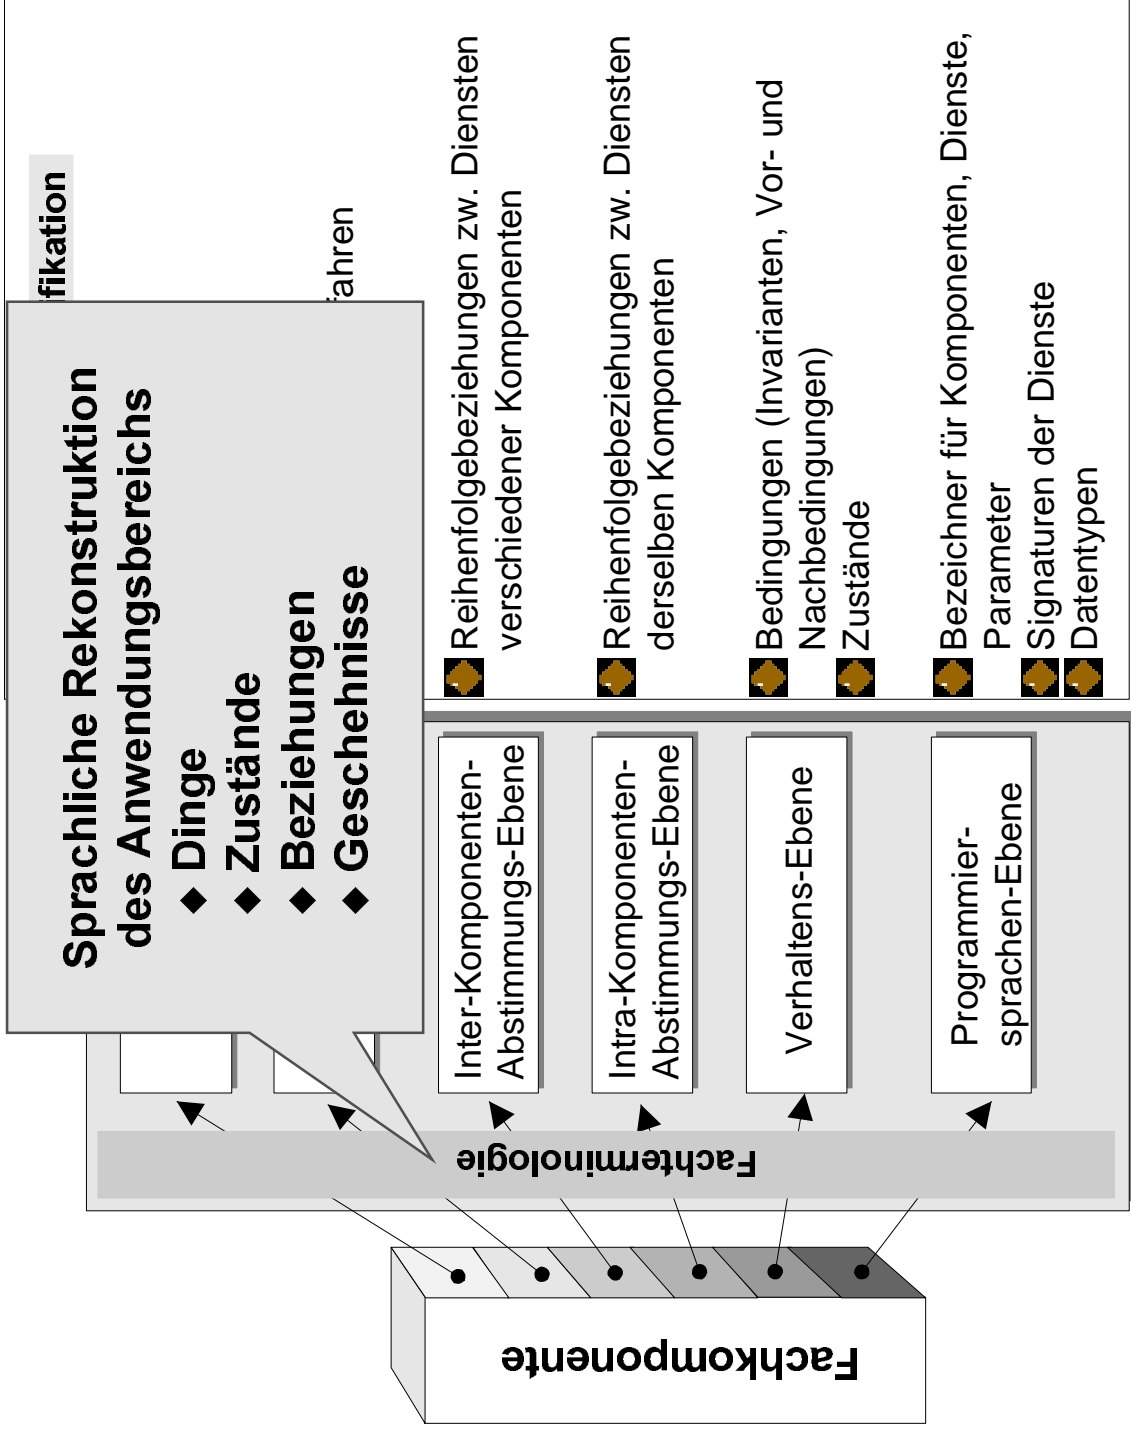 Sprachliche Rekonstruktion
des Anwendungsbereichs
◆ Dinge
◆ Zustände
◆ Beziehungen
◆ Geschehnisse
ifikation
fahren
Fachkomponente
Fachterminologie
Inter-Komponenten-
Abstimmungs-Ebene
Reihenfolgebeziehungen zw. Diensten
verschiedener Komponenten
Intra-Komponenten-
Abstimmungs-Ebene
Reihenfolgebeziehungen zw. Diensten
derselben Komponenten
Verhaltens-Ebene
Bedingungen (Invarianten, Vor- und
Nachbedingungen)
Zustände
Programmier-
sprachen-Ebene
Bezeichner für Komponenten, Dienste,
Parameter
Signaturen der Dienste
Datentypen